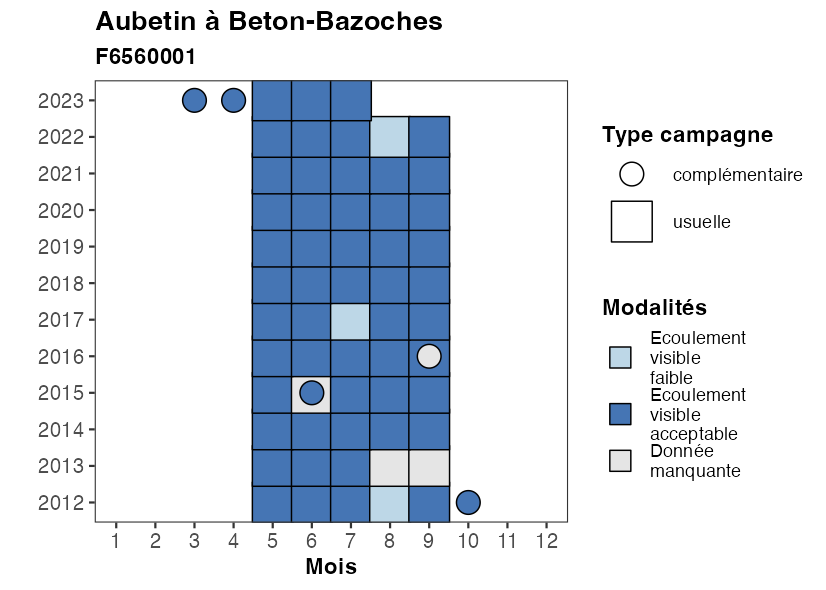 Aubetin à Beton-Bazoches
F6560001
2023
2022
2021
2020
2019
2018
2017
2016
2015
2014
2013
2012
1 2 3 4 5 6 7 8 9 10 11 12
Mois
Type campagne
complémentaire
usuelle
Modalités
Ecoulement
visible
faible
Ecoulement
visible
acceptable
Donnée
manquante